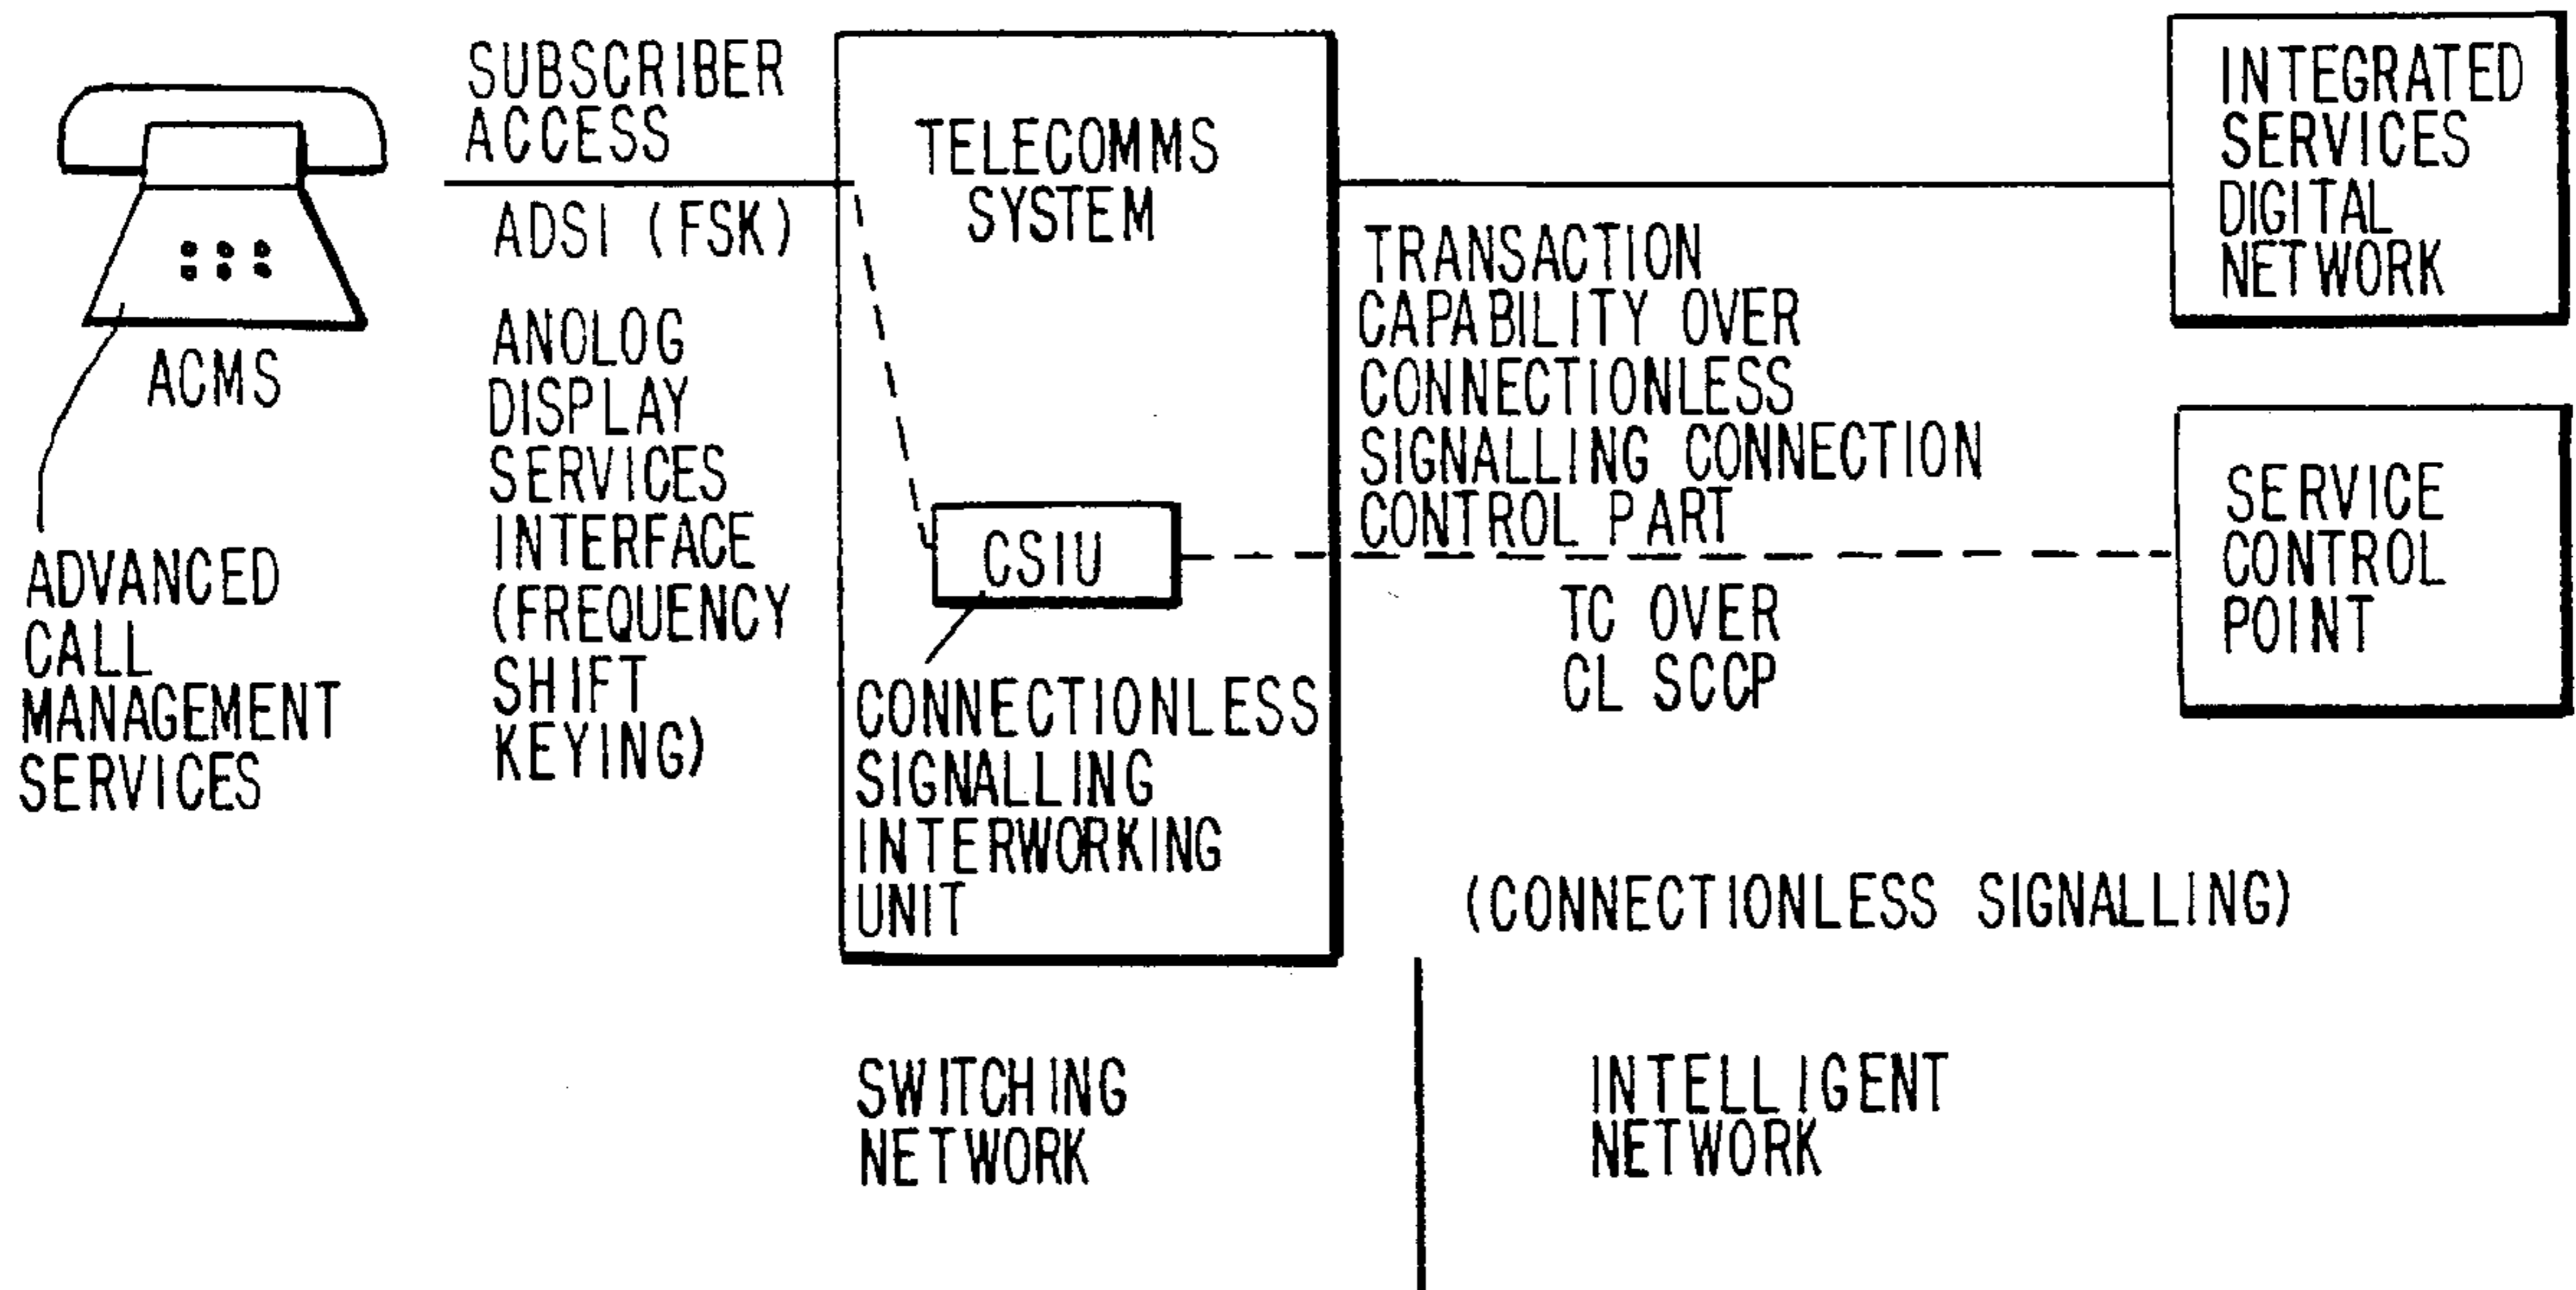 SUBSCRIBER
ACCESS
ADSI (FSK)
ANOLOG
DISPLAY
SERVICES
INTERFACE
(FREQUENCY
SHIFT
KEYING)
ACMS
ADVANCED
CALL
MANAGEMENT
SERVICES
TELECOMMS
SYSTEM
CSIU
CONNECTIONLESS
SIGNALLING
INTERWORKING
UNIT
TRANSACTION
CAPABILITY OVER
CONNECTIONLESS
SIGNALLING CONNECTION
CONTROL PART
TC OVER
CL SCCP
INTEGRATED
SERVICES
DIGITAL
NETWORK
SERVICE
CONTROL
POINT
(CONNECTIONLESS SIGNALLING)
SWITCHING
NETWORK
INTELLIGENT
NETWORK